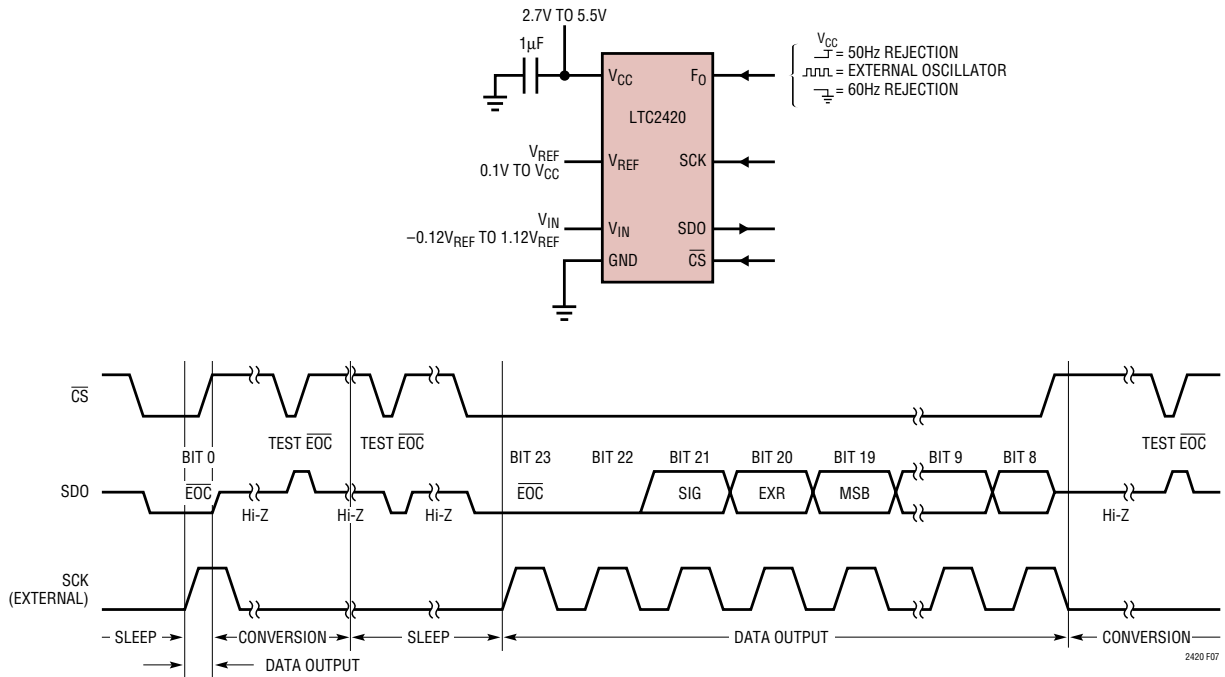 2.7V TO 5.5V
1µF
VCC
FO
LTC2420
VREF
0.1V TO VCC
VREF
SCK
VIN
–0.12VREF TO 1.12VREF
VIN
SDO
GND
CS
VCC
= 50Hz REJECTION
= EXTERNAL OSCILLATOR
= 60Hz REJECTION
CS
TEST EOC
TEST EOC
TEST EOC
BIT 0
BIT 23
BIT 22
BIT 21
BIT 20
BIT 19
BIT 9
BIT 8
SDO
EOC
EOC
SIG
EXR
MSB
Hi-Z
Hi-Z
Hi-Z
Hi-Z
SCK
(EXTERNAL)
SLEEP
CONVERSION
SLEEP
DATA OUTPUT
CONVERSION
DATA OUTPUT
2420 F07